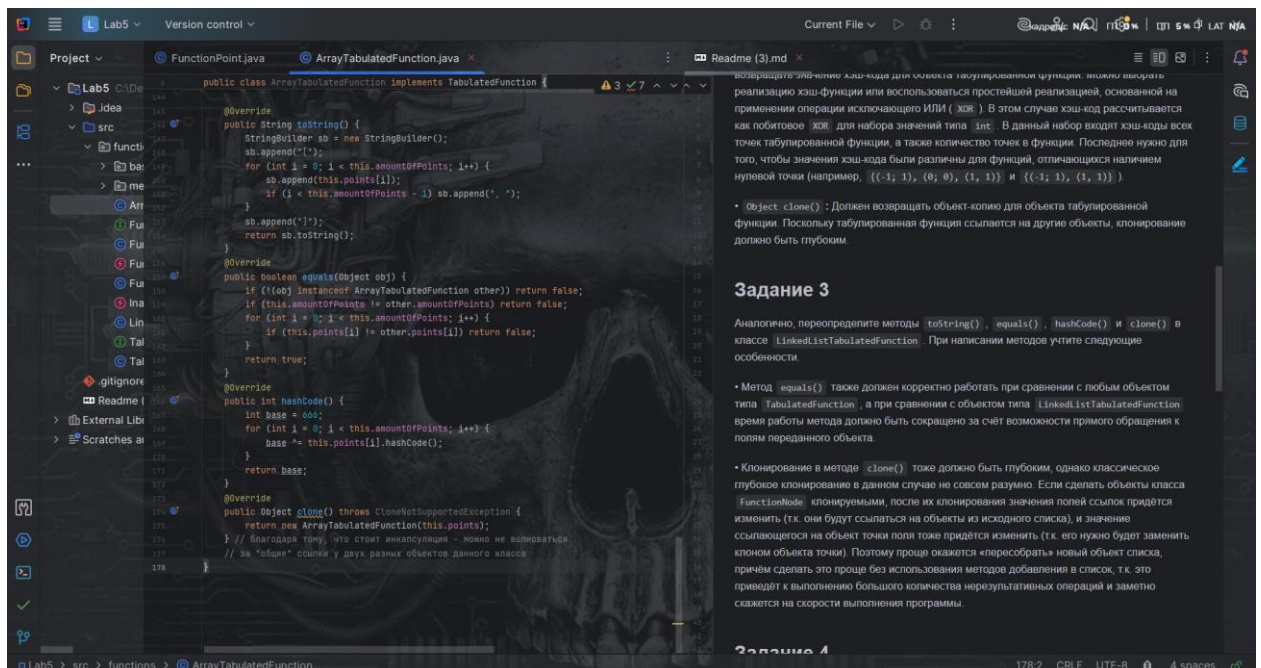 Lab5
Version control
Current File
LAT
Project
FunctionPoint.java
ArrayTabulatedFunction.java
Readme (3).md
Lab5 C:\De
.idea
src
functi
ba
me
Arr
Fu
Fu
Fu
Ina
Lin
Tal
Tal
.gitignore
Readme (
External Libr
Scratches a
public class ArrayTabulatedFunction implements TabulatedFunction {
3 7
@Override
public String toString() {
StringBuilder sb = new StringBuilder();
sb.append("[");
for (int i = 0; i < this.amountOfPoints; i++) {
sb.append(this.points[i]);
if (i < this.amountOfPoints - 1) sb.append(", ");
}
sb.append("]");
return sb.toString();
}
@Override
public boolean equals(Object obj) {
if (!(obj instanceof ArrayTabulatedFunction other)) return false;
if (this.amountOfPoints != other.amountOfPoints) return false;
for (int i = 0; i < this.amountOfPoints; i++) {
if (this.points[i] != other.points[i]) return false;
}
return true;
}
@Override
public int hashCode() {
int base = 666;
for (int i = 0; i < this.amountOfPoints; i++) {
base ^= this.points[i].hashCode();
}
return base;
}
@Override
public Object clone() throws CloneNotSupportedException {
return new ArrayTabulatedFunction(this.points);
} // благодаря тому, что стоит инкапсуляция - можно не волноваться
// за "общие" ссылки у двух разных объектов данного класса
178 }
возвращать значение хэш-кода для объекта табулированной функции. Можно выбрать
реализацию хэш-функции или воспользоваться простейшей реализацией, основанной на
применении операции исключающего ИЛИ ( XOR ). В этом случае хэш-код рассчитывается
как побитовое XOR для набора значений типа int . В данный набор входят хэш-коды всех
точек табулированной функции, а также количество точек в функции. Последнее нужно для
того, чтобы значения хэш-кода были различны для функций, отличающихся наличием
нулевой точки (например, {(-1; 1), (0; 0), (1, 1)} и {(-1; 1), (1, 1)} ).
• Object clone() : Должен возвращать объект-копию для объекта табулированной
функции. Поскольку табулированная функция ссылается на другие объекты, клонирование
должно быть глубоким.
Задание 3
Аналогично, переопределите методы toString() , equals() , hashCode() и clone() в
классе LinkedListTabulatedFunction . При написании методов учтите следующие
особенности.
• Метод equals() также должен корректно работать при сравнении с любым объектом
типа TabulatedFunction , а при сравнении с объектом типа LinkedListTabulatedFunction
время работы метода должно быть сокращено за счёт возможности прямого обращения к
полям переданного объекта.
• Клонирование в методе clone() тоже должно быть глубоким, однако классическое
глубокое клонирование в данном случае не совсем разумно. Если сделать объекты класса
FunctionNode клонируемыми, после их клонирования значения полей ссылок придётся
изменить (т.к. они будут ссылаться на объекты из исходного списка), и значение
ссылающегося на объект точки поля тоже придётся изменить (т.к. его нужно будет заменить
клоном объекта точки). Поэтому проще окажется «пересобрать» новый объект списка,
причём сделать это проще без использования методов добавления в список, т.к. это
приведёт к выполнению большого количества нерезультативных операций и заметно
скажется на скорости выполнения программы.
Задание 4
Lab5 > src > functions > ArrayTabulatedFunction
178:2 CRLF UTF-8 4 spaces